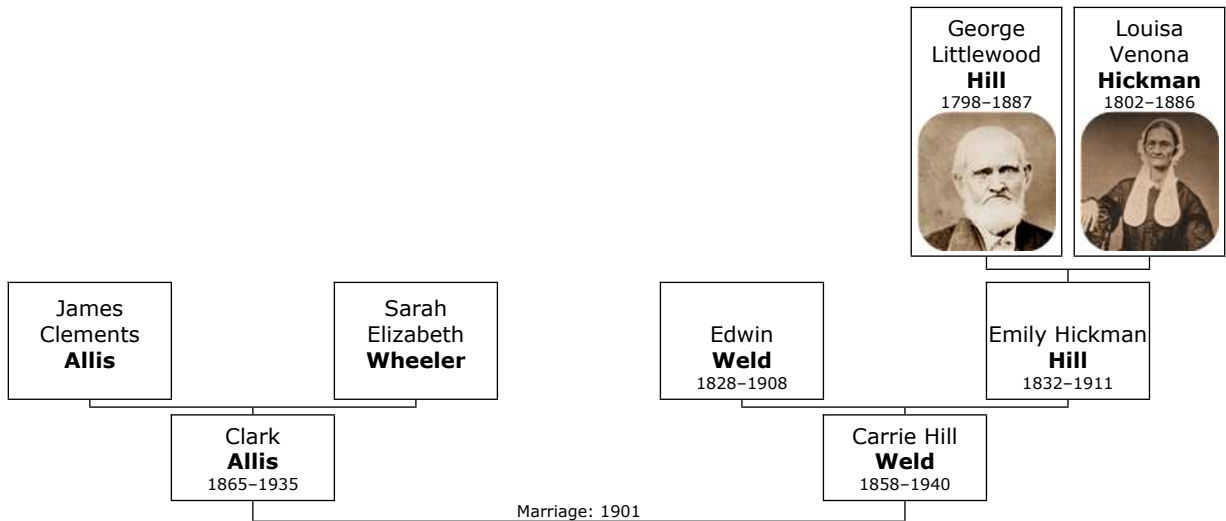 George
Littlewood
Hill
1798–1887
Louisa
Venona
Hickman
1802–1886
James
Clements
Allis
Sarah
Elizabeth
Wheeler
Edwin
Weld
1828–1908
Emily Hickman
Hill
1832–1911
Clark
Allis
1865–1935
Carrie Hill
Weld
1858–1940
Marriage: 1901